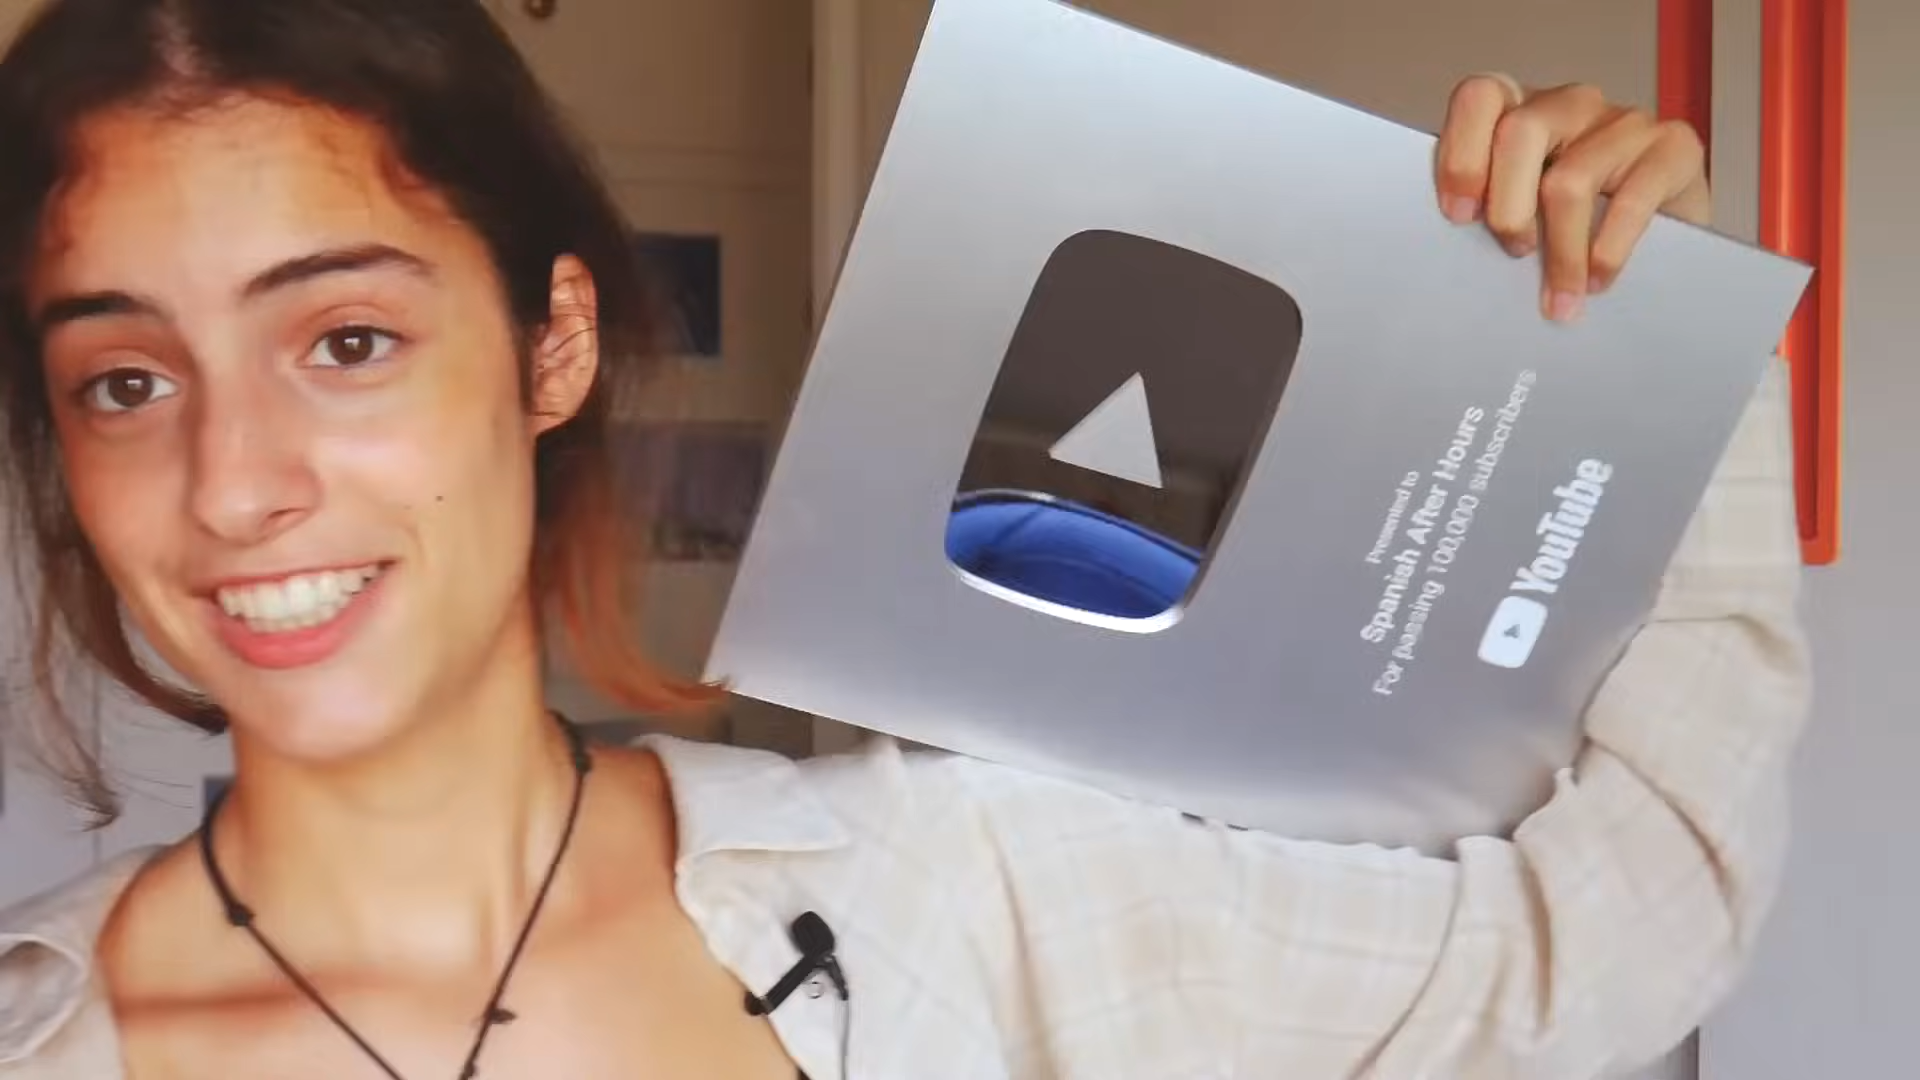 Presented to
Spanish After Hours
For passing 100,000 subscribers
YouTube